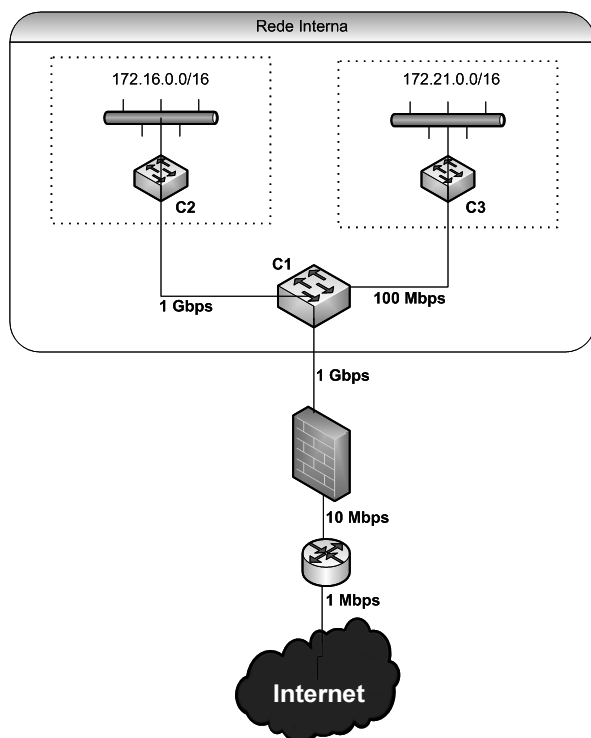 Rede Interna
172.16.0.0/16
172.21.0.0/16
C2
C3
C1
1 Gbps
100 Mbps
1 Gbps
10 Mbps
1 Mbps
Internet